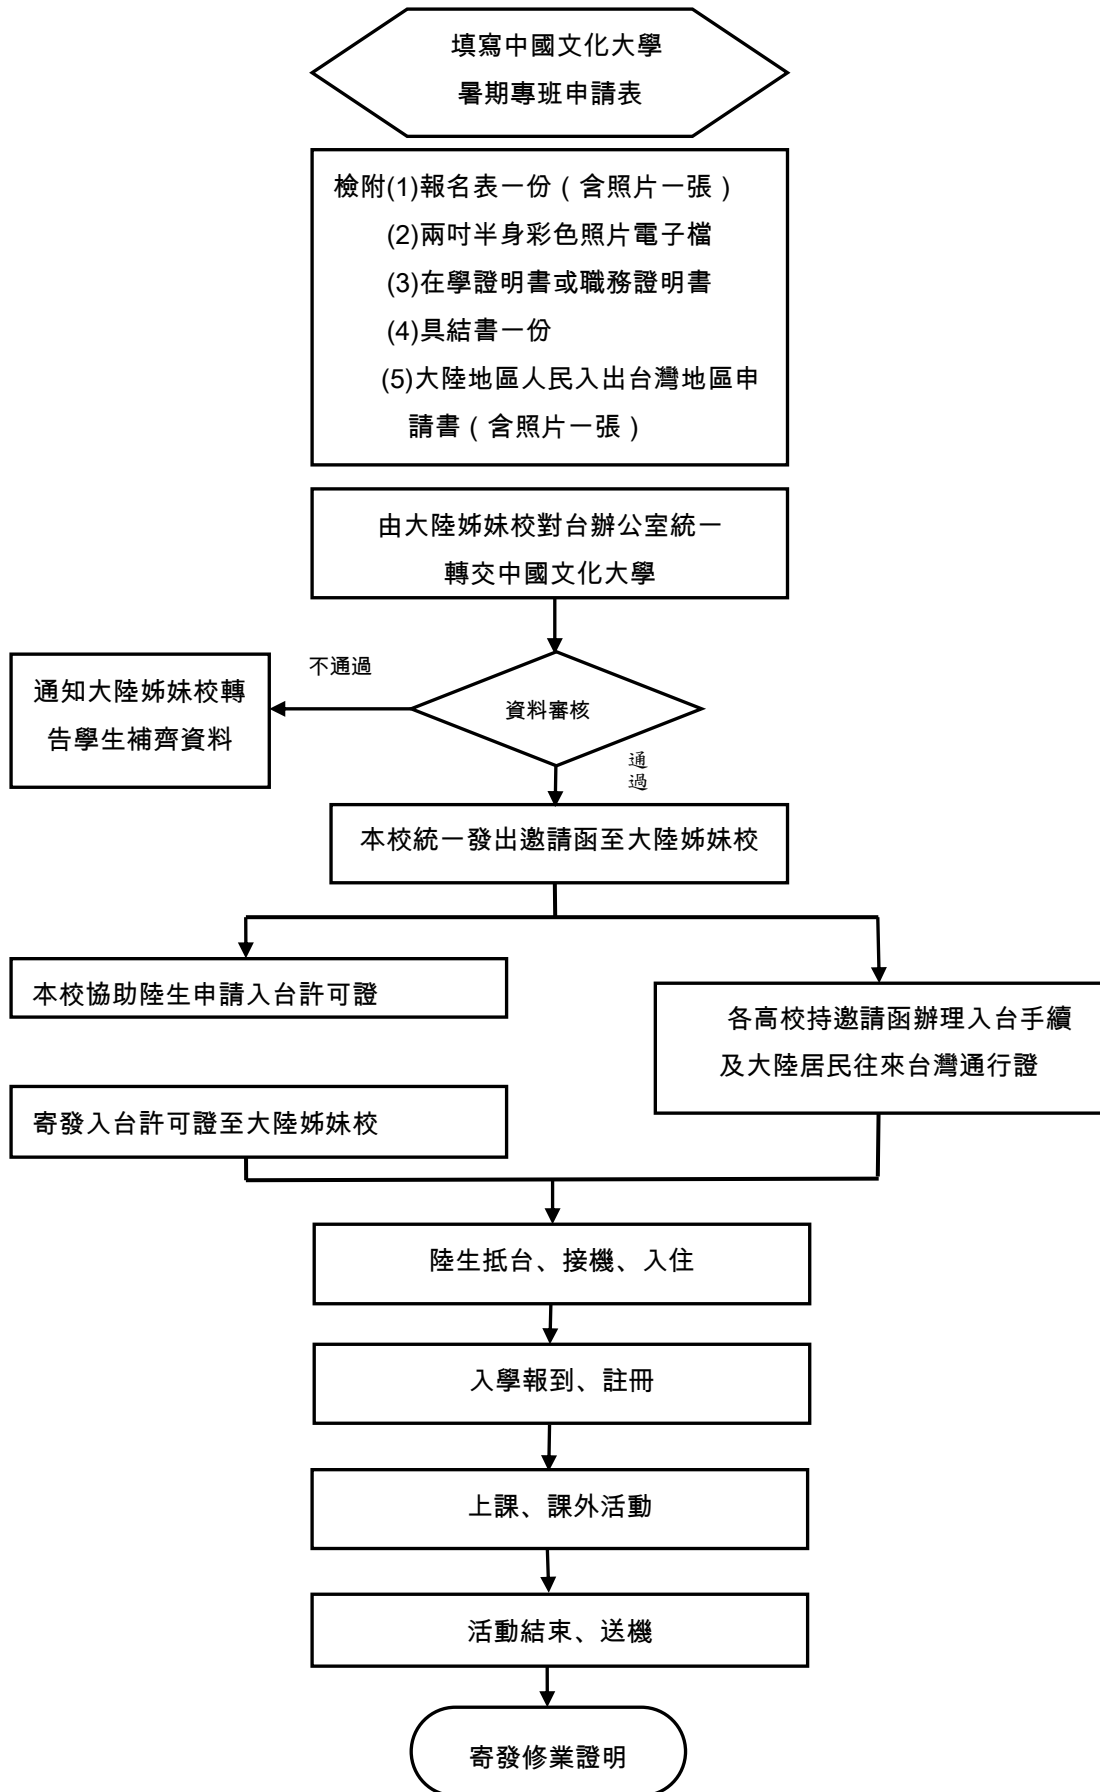 填寫中國文化大學
暑期專班申請表
檢附(1)報名表一份（含照片一張）
(2)兩吋半身彩色照片電子檔
(3)在學證明書或職務證明書
(4)具結書一份
(5)大陸地區人民入出台灣地區申
請書（含照片一張）
由大陸姊妹校對台辦公室統一
轉交中國文化大學
不通過
通知大陸姊妹校轉
告學生補齊資料
資料審核
通
過
本校統一發出邀請函至大陸姊妹校
本校協助陸生申請入台許可證
各高校持邀請函辦理入台手續
及大陸居民往來台灣通行證
寄發入台許可證至大陸姊妹校
陸生抵台、接機、入住
入學報到、註冊
上課、課外活動
活動結束、送機
寄發修業證明